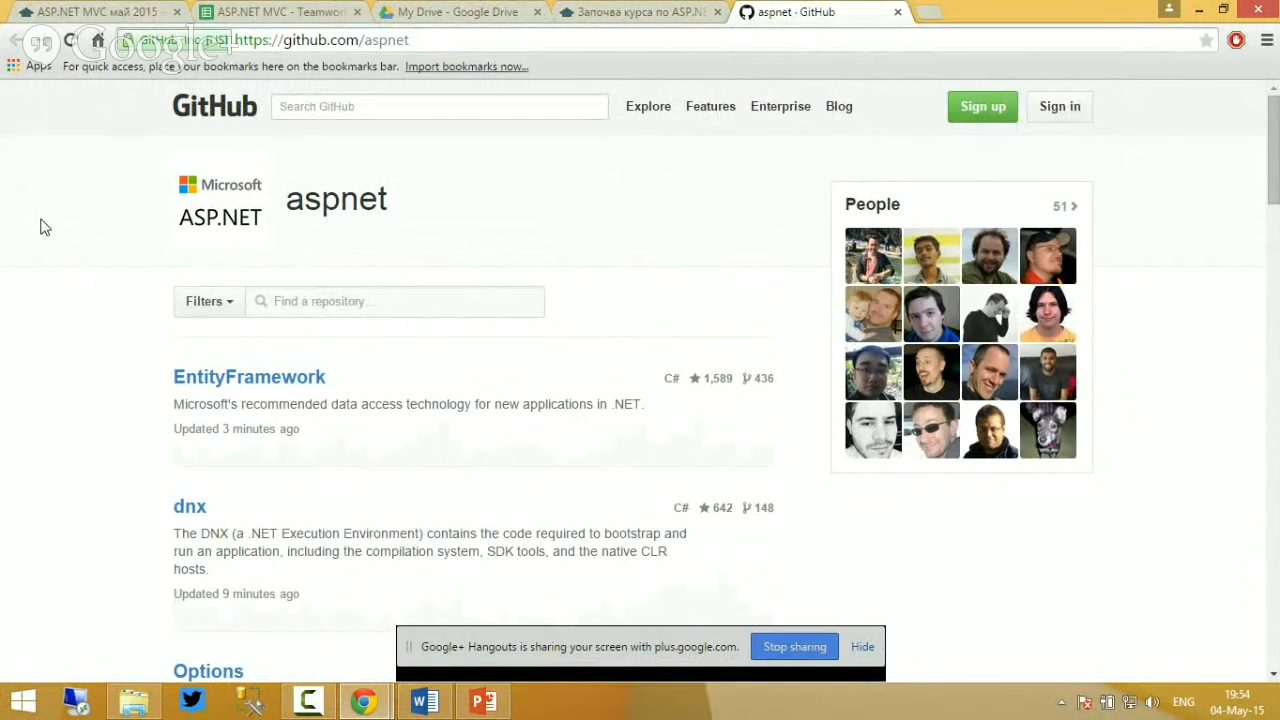 ASP.NET MVC май 2015 -
ASP.NET MVC - Teamwork
My Drive - Google Drive
Започва курса по ASP.NE
aspnet · GitHub
Google+
GitHub, Inc. [US] https://github.com/aspnet
Apps
For quick access, place your bookmarks here on the bookmarks bar. Import bookmarks now...
GitHub
Search GitHub
Explore Features Enterprise Blog
Sign up
Sign in
Microsoft
ASP.NET
aspnet
People
51
Filters
Find a repository...
EntityFramework
C# 1,589 436
Microsoft's recommended data access technology for new applications in .NET.
Updated 3 minutes ago
dnx
C# 642 148
The DNX (a .NET Execution Environment) contains the code required to bootstrap and
run an application, including the compilation system, SDK tools, and the native CLR
hosts.
Updated 9 minutes ago
Options
Google+ Hangouts is sharing your screen with plus.google.com.
Stop sharing
Hide
ENG
19:54
04-May-15